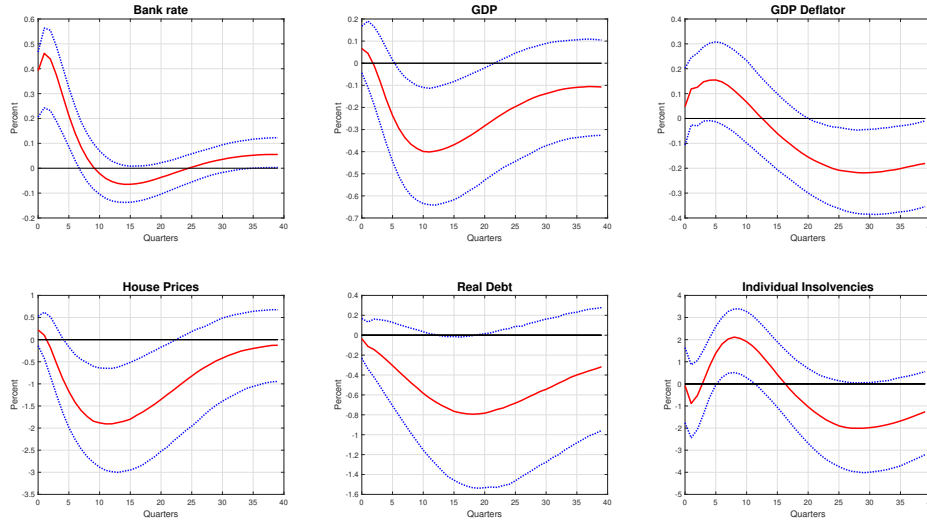 Bank rate
GDP
GDP Deflator
0.6
0.5
0.4
0.3
0.2
0.1
0
-0.1
0.2
Percent
0 5 10 15 20 25 30 35 40
Quarters
0.2
0.1
0
-0.1
-0.2
-0.3
-0.4
-0.5
-0.6
-0.7
Percent
0 5 10 15 20 25 30 35 40
Quarters
0.4
0.3
0.2
0.1
0
-0.1
-0.2
-0.3
-0.4
Percent
0 5 10 15 20 25 30 35
Quarters
House Prices
Real Debt
Individual Insolvencies
1
0.5
0
-0.5
-1
-1.5
-2
-2.5
-3
-3.5
Percent
0 5 10 15 20 25 30 35 40
Quarters
0.4
0.2
0
-0.2
-0.4
-0.6
-0.8
-1
-1.2
-1.4
-1.6
Percent
0 5 10 15 20 25 30 35 40
Quarters
4
3
2
1
0
-1
-2
-3
-4
-5
Percent
0 5 10 15 20 25 30 35
Quarters